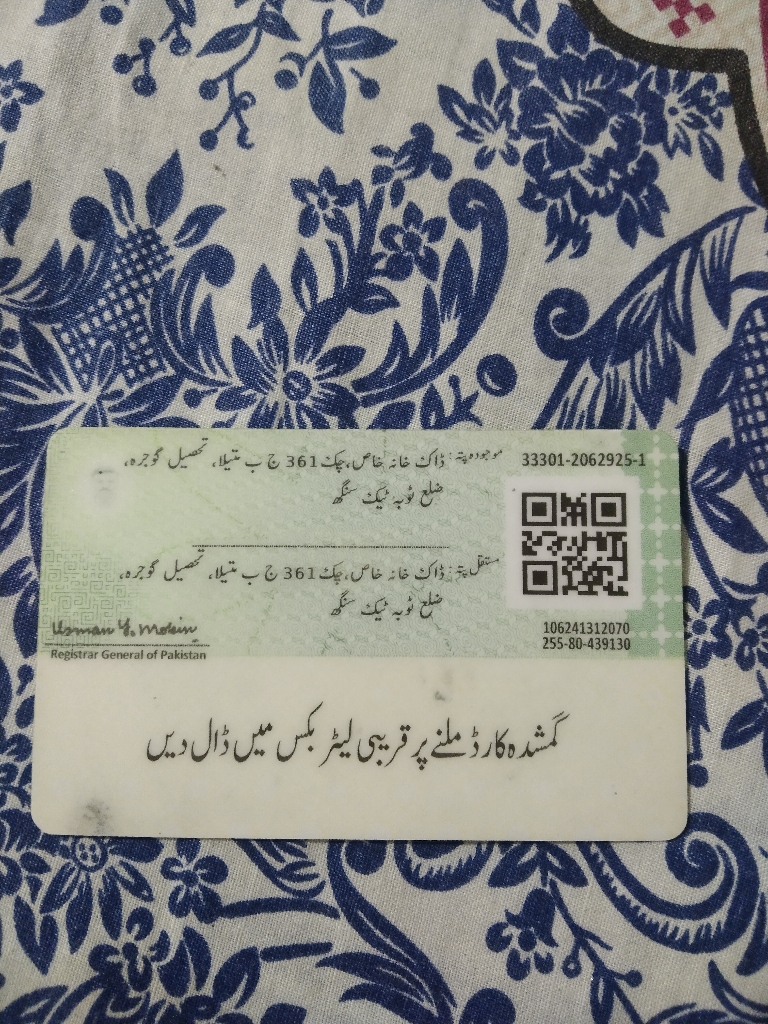 33301-2062925-1
موجودہ پتہ: ڈاک خانہ خاص، چک 361 ج ب متیلا، تحصیل گوجرہ،
ضلع ٹوبہ ٹیک سنگھ
مستقل پتہ: ڈاک خانہ خاص، چک 361 ج ب متیلا، تحصیل گوجرہ،
ضلع ٹوبہ ٹیک سنگھ
106241312070
255-80-439130
Usman Y. Mobin
Registrar General of Pakistan
گمشدہ کارڈ ملنے پر قریبی لیٹر بکس میں ڈال دیں